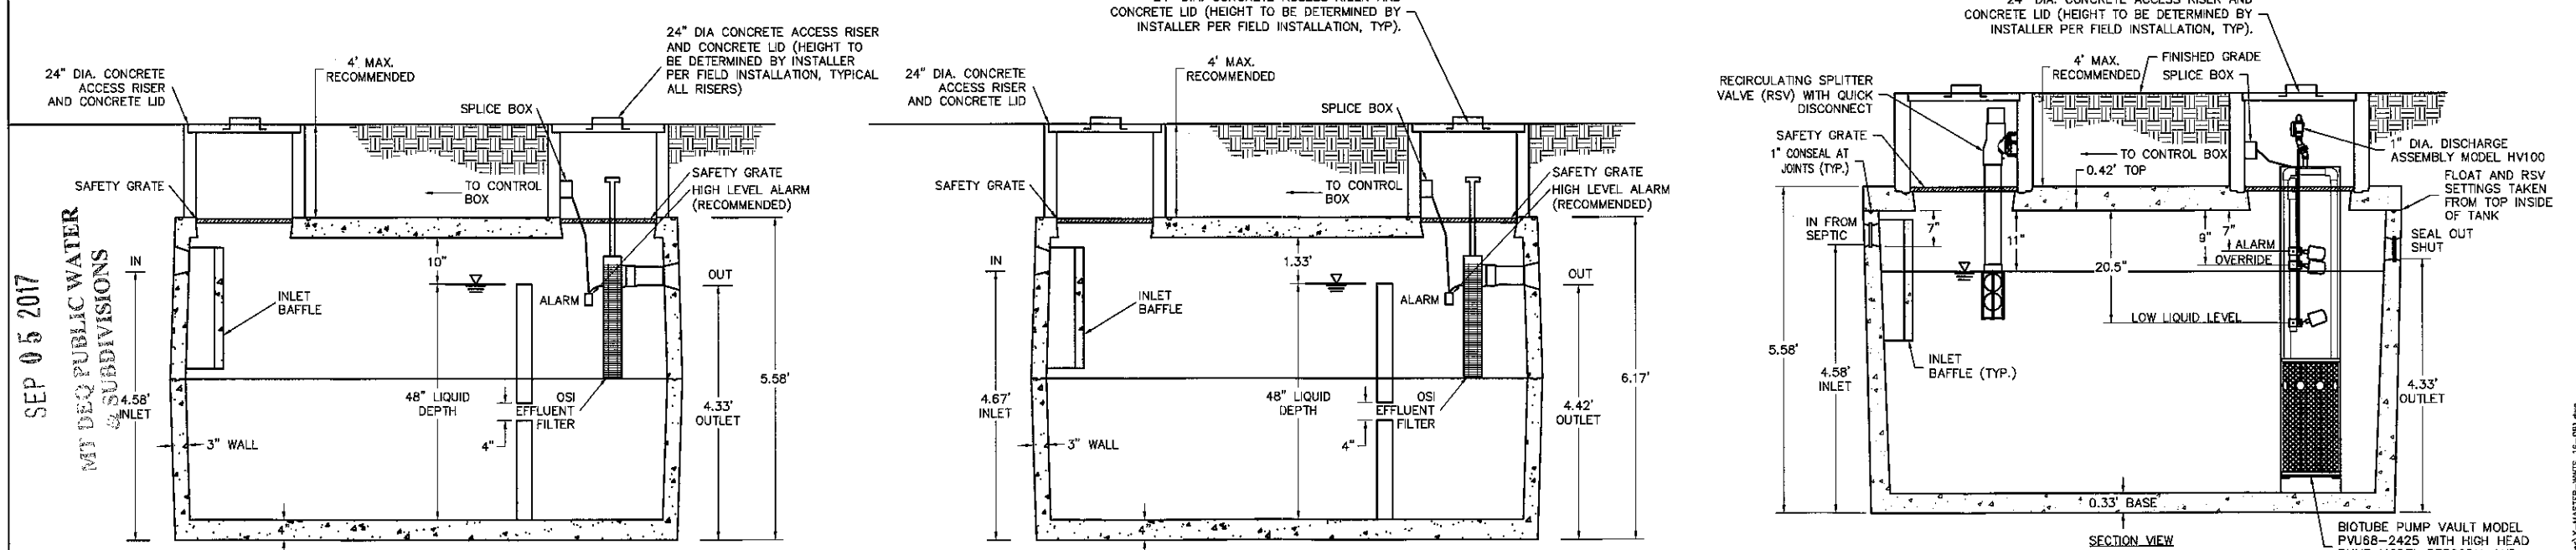 SEP 05 2017
MT DEQ PUBLIC WATER
& SUBDIVISIONS
24" DIA. CONCRETE
ACCESS RISER
AND CONCRETE LID
4' MAX.
RECOMMENDED
24" DIA CONCRETE ACCESS RISER
AND CONCRETE LID (HEIGHT TO
BE DETERMINED BY INSTALLER
PER FIELD INSTALLATION, TYPICAL
ALL RISERS)
SPLICE BOX
SAFETY GRATE
TO CONTROL
BOX
SAFETY GRATE
HIGH LEVEL ALARM
(RECOMMENDED)
IN
10"
OUT
INLET
BAFFLE
ALARM
5.58'
4.58'
INLET
48" LIQUID
DEPTH
OSI
EFFLUENT
FILTER
4.33'
OUTLET
3" WALL
4"
4"
CONCRETE LID (HEIGHT TO BE DETERMINED BY
INSTALLER PER FIELD INSTALLATION, TYP).
24" DIA. CONCRETE
ACCESS RISER
AND CONCRETE LID
4' MAX.
RECOMMENDED
SPLICE BOX
SAFETY GRATE
TO CONTROL
BOX
SAFETY GRATE
HIGH LEVEL ALARM
(RECOMMENDED)
IN
1.33'
OUT
INLET
BAFFLE
ALARM
6.17'
4.67'
INLET
48" LIQUID
DEPTH
OSI
EFFLUENT
FILTER
4.42'
OUTLET
3" WALL
4"
4"
24" DIA. CONCRETE ACCESS RISER AND
CONCRETE LID (HEIGHT TO BE DETERMINED BY
INSTALLER PER FIELD INSTALLATION, TYP).
4' MAX.
RECOMMENDED
FINISHED GRADE
SPLICE BOX
RECIRCULATING SPLITTER
VALVE (RSV) WITH QUICK
DISCONNECT
SAFETY GRATE
1" CONSEAL AT
JOINTS (TYP.)
TO CONTROL BOX
0.42' TOP
1" DIA. DISCHARGE
ASSEMBLY MODEL HV100
FLOAT AND RSV
SETTINGS TAKEN
FROM TOP INSIDE
OF TANK
IN FROM
SEPTIC
7"
11"
9"
7"
ALARM
OVERRIDE
SEAL OUT
SHUT
20.5"
LOW LIQUID LEVEL
5.58'
4.58'
INLET
INLET
BAFFLE (TYP.)
4.33'
OUTLET
0.33' BASE
SECTION VIEW
BIOTUBE PUMP VAULT MODEL
PVU68-2425 WITH HIGH HEAD